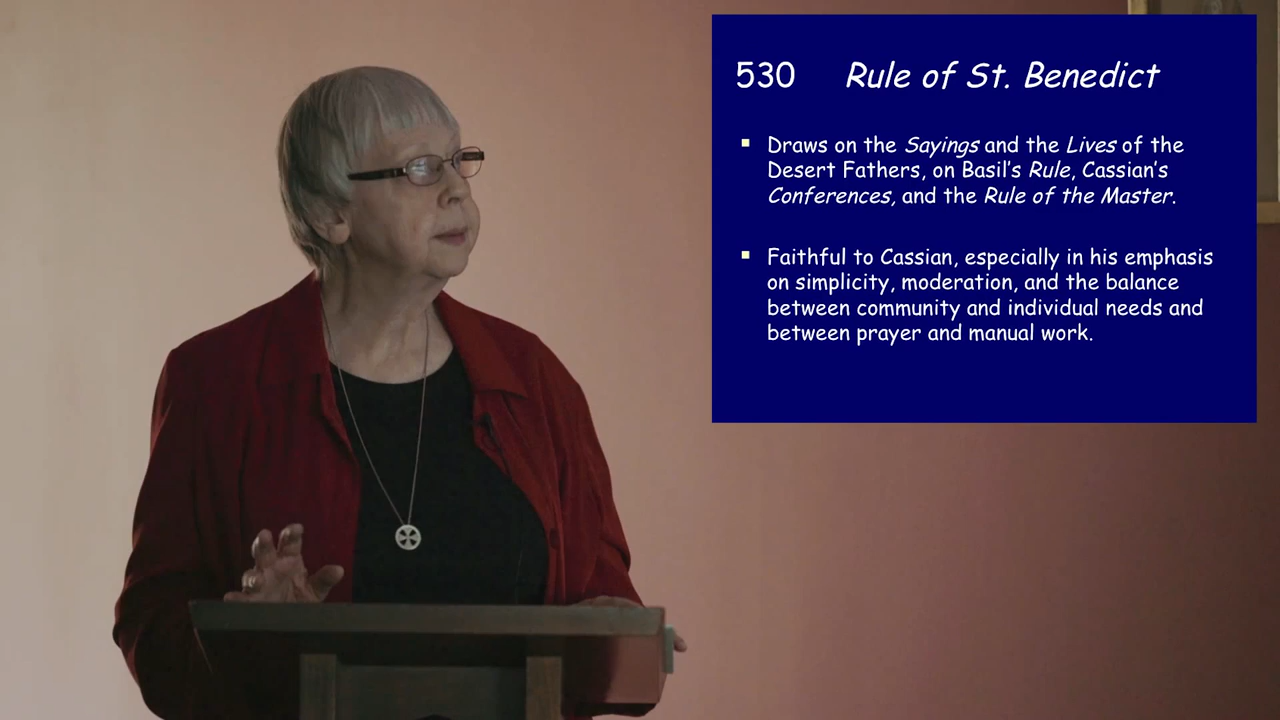 530 Rule of St. Benedict
Draws on the Sayings and the Lives of the
Desert Fathers, on Basil's Rule, Cassian's
Conferences, and the Rule of the Master.
Faithful to Cassian, especially in his emphasis
on simplicity, moderation, and the balance
between community and individual needs and
between prayer and manual work.